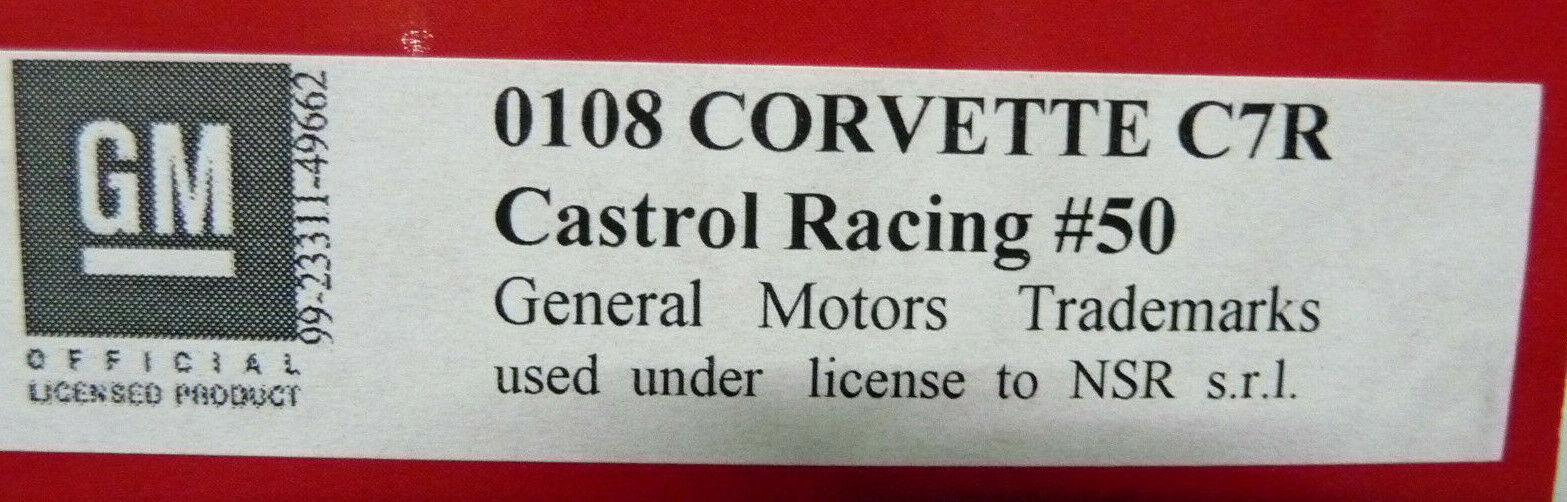 GM
OFFICIAL
LICENSED PRODUCT
99-23311-49662
0108 CORVETTE C7R
Castrol Racing #50
General Motors Trademarks
used under license to NSR s.r.l.